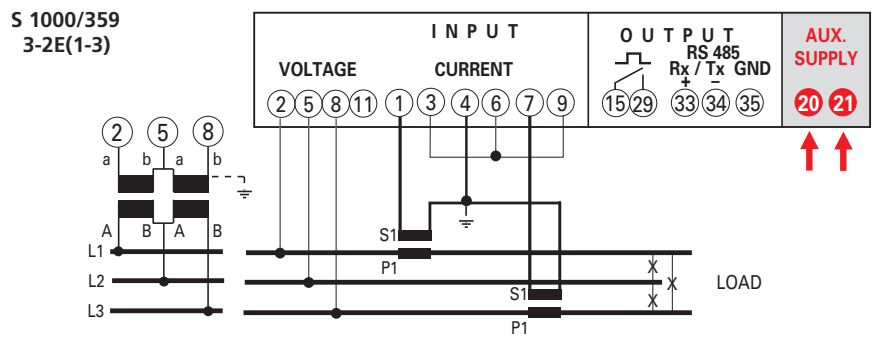 S 1000/359
3-2E(1-3)
I N P U T
VOLTAGE CURRENT
2 5 8 11 1 3 4 6 7 9
O U T P U T
RS 485
Rx / Tx GND
+ −
15 29 33 34 35
AUX.
SUPPLY
20 21
2 5 8
a b a b
A B A B
L1
L2
L3
S1
P1
S1
P1
X
X
X
LOAD